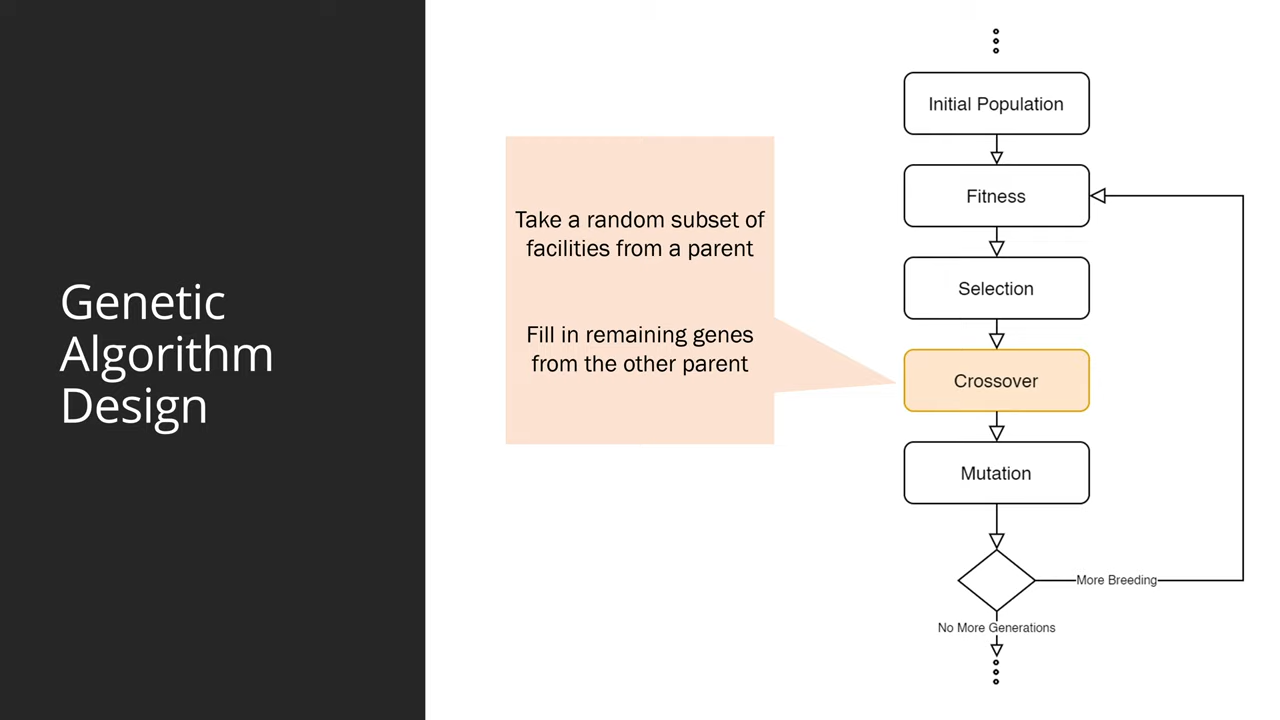 Genetic
Algorithm
Design
Take a random subset of
facilities from a parent
Fill in remaining genes
from the other parent
Initial Population
Fitness
Selection
Crossover
Mutation
More Breeding
No More Generations